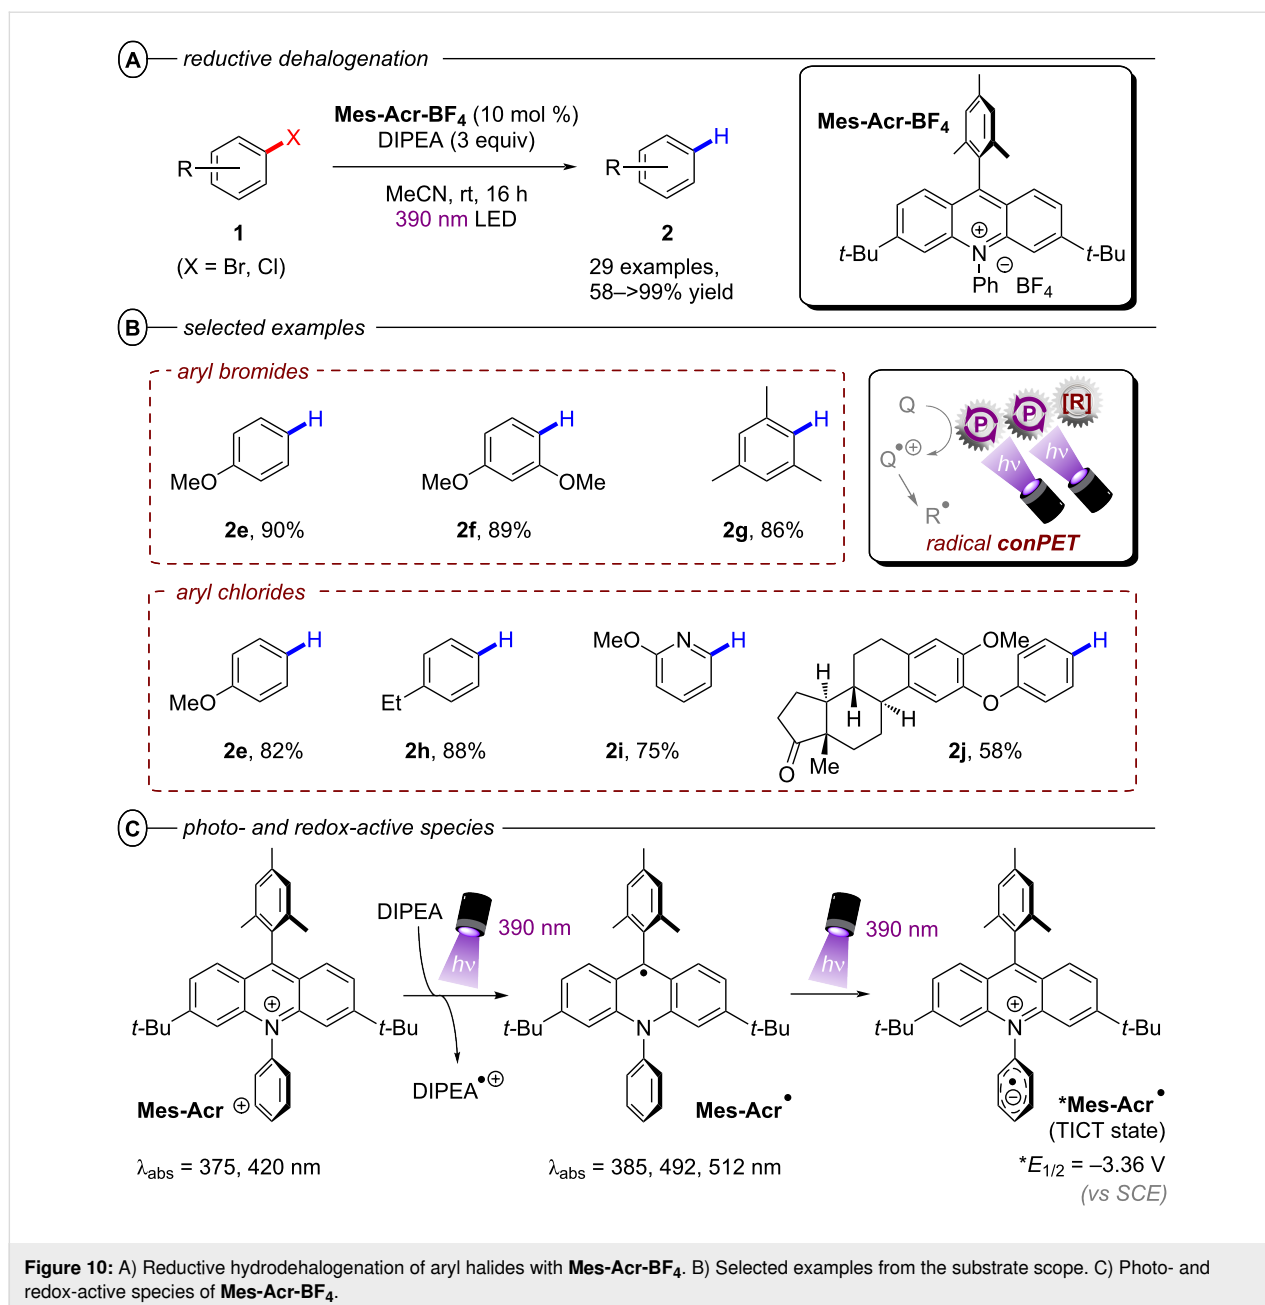 A reductive dehalogenation
Mes-Acr-BF4 (10 mol %)
DIPEA (3 equiv)
MeCN, rt, 16 h
390 nm LED
R X
1
(X = Br, Cl)
R H
2
29 examples,
58–>99% yield
Mes-Acr-BF4
t-Bu N ⊕ t-Bu
Ph ⊖ BF4
B selected examples
aryl bromides
H MeO
2e, 90%
H MeO OMe
2f, 89%
H
2g, 86%
Q P P [R]
Q•⊕ hν hν
R•
radical conPET
aryl chlorides
H MeO
2e, 82%
H Et
2h, 88%
MeO N H
2i, 75%
OMe H
H H H O
O Me
2j, 58%
C photo- and redox-active species
t-Bu N ⊕ t-Bu
Mes-Acr ⊕
λabs = 375, 420 nm
DIPEA 390 nm
hν
DIPEA•⊕
t-Bu N t-Bu
Mes-Acr•
λabs = 385, 492, 512 nm
390 nm
hν
t-Bu N ⊕ t-Bu
⊖
*Mes-Acr•
(TICT state)
*E1/2 = –3.36 V
(vs SCE)
Figure 10: A) Reductive hydrodehalogenation of aryl halides with Mes-Acr-BF4. B) Selected examples from the substrate scope. C) Photo- and
redox-active species of Mes-Acr-BF4.